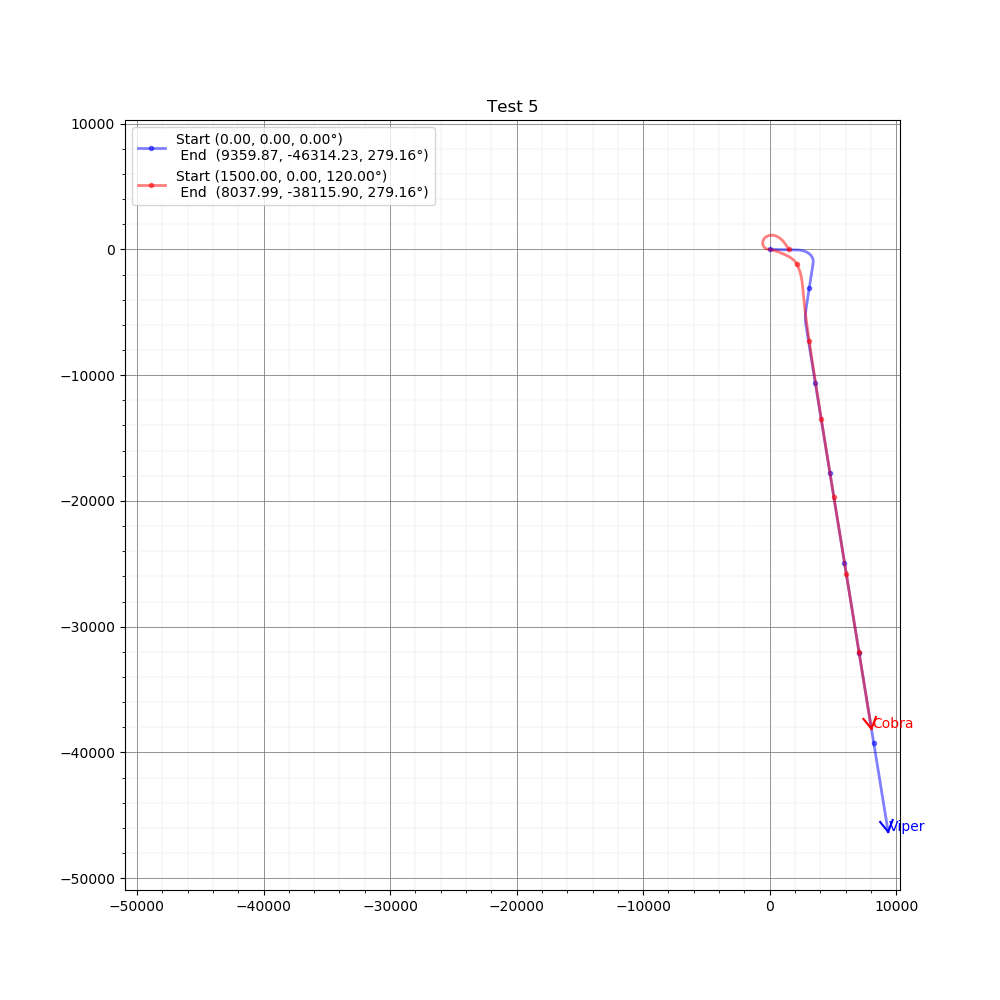 Test 5
Start (0.00, 0.00, 0.00°)
End (9359.87, -46314.23, 279.16°)
Start (1500.00, 0.00, 120.00°)
End (8037.99, -38115.90, 279.16°)
10000
0
−10000
−20000
−30000
−40000
−50000
Cobra
Viper
−50000 −40000 −30000 −20000 −10000 0 10000